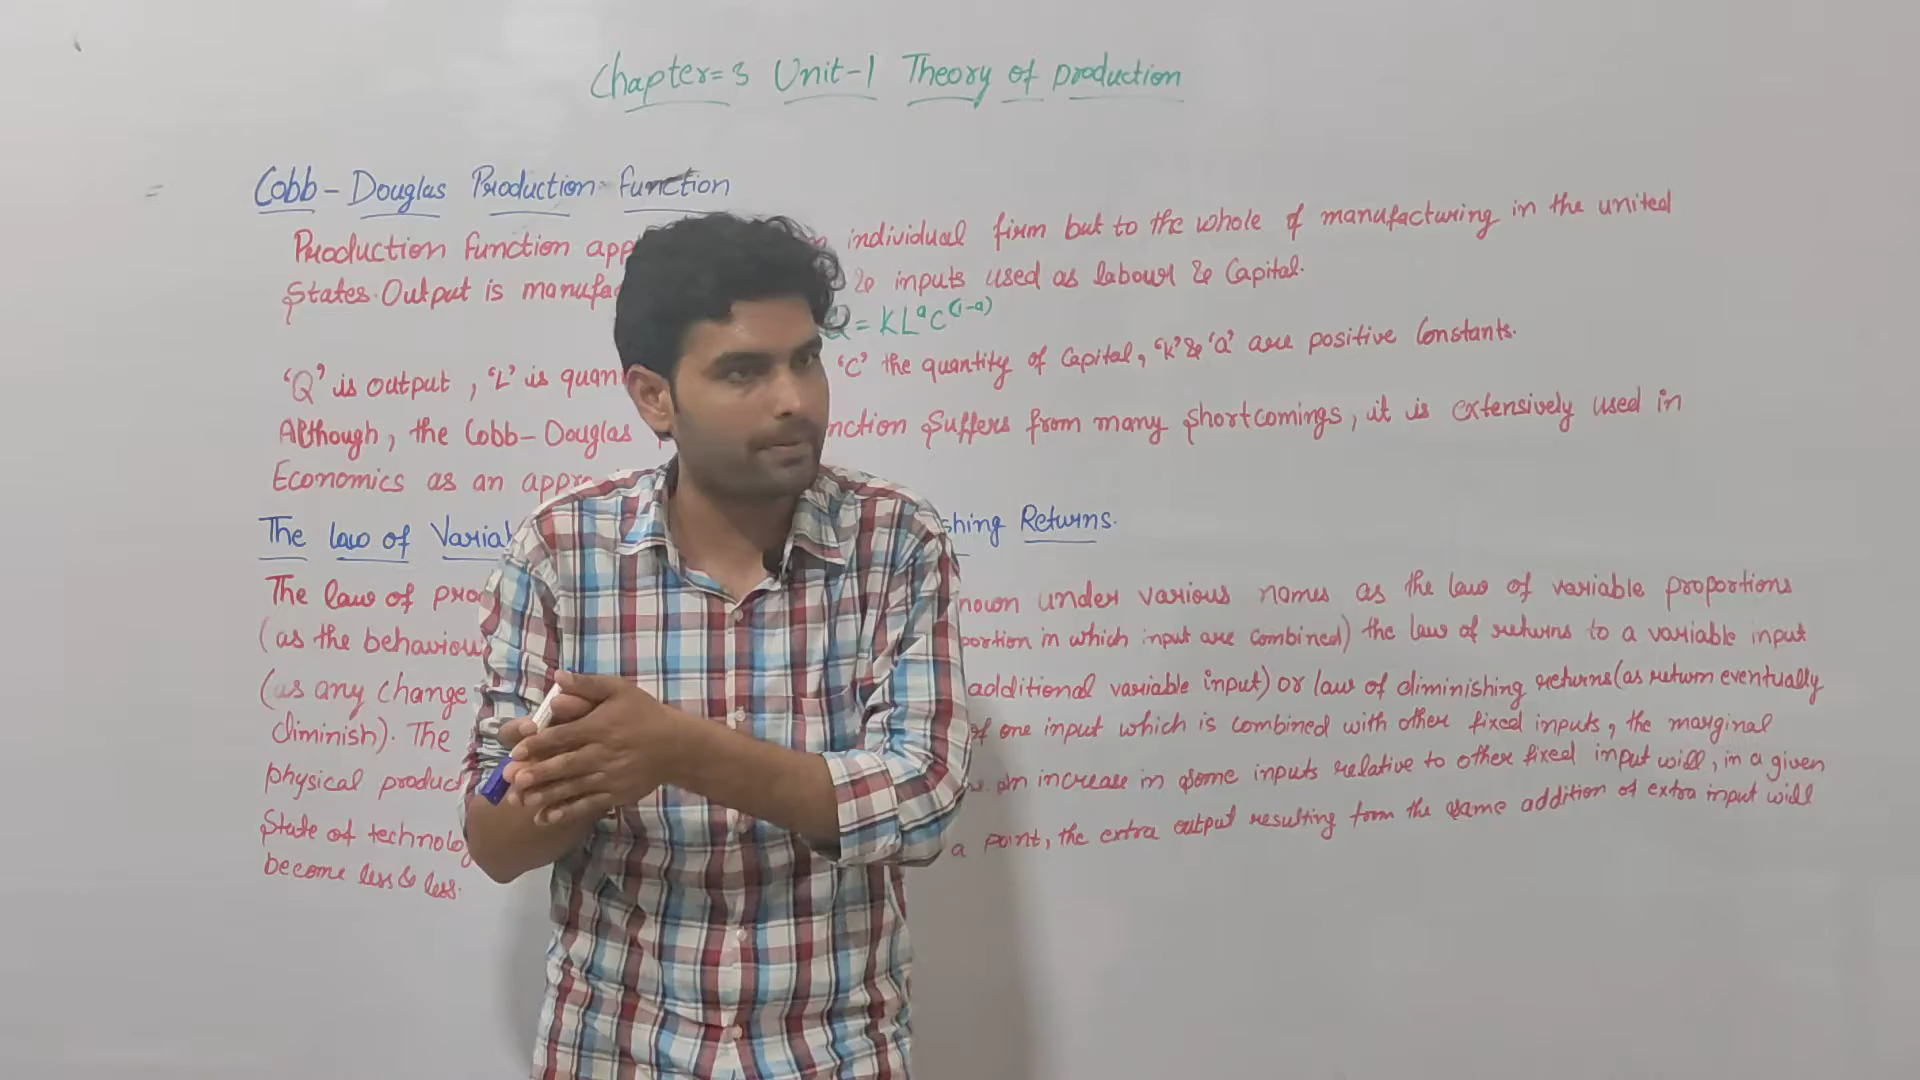 Chapter=3 Unit-1 Theory of production
Cobb-Douglas Production function
Production function app individual firm but to the whole of manufacturing in the united
States. Output is manufac & inputs used as labour & Capital.
Q = KLᵃC⁽¹⁻ᵃ⁾
'Q' is output, 'L' is quan 'C' the quantity of Capital, 'K' & 'a' are positive Constants.
Although, the Cobb-Douglas nction Suffers from many shortcomings, it is extensively used in
Economics as an appro
The law of Variab shing Returns.
The law of pro nown under various names as the law of variable proportions
(as the behaviou portion in which input are combined) the law of returns to a variable input
(as any change additional variable input) or law of diminishing returns (as return eventually
diminish). The of one input which is combined with other fixed inputs, the marginal
physical product an increase in some inputs relative to other fixed input will, in a given
State of technolog a point, the extra output resulting from the same addition of extra input will
become less & less.